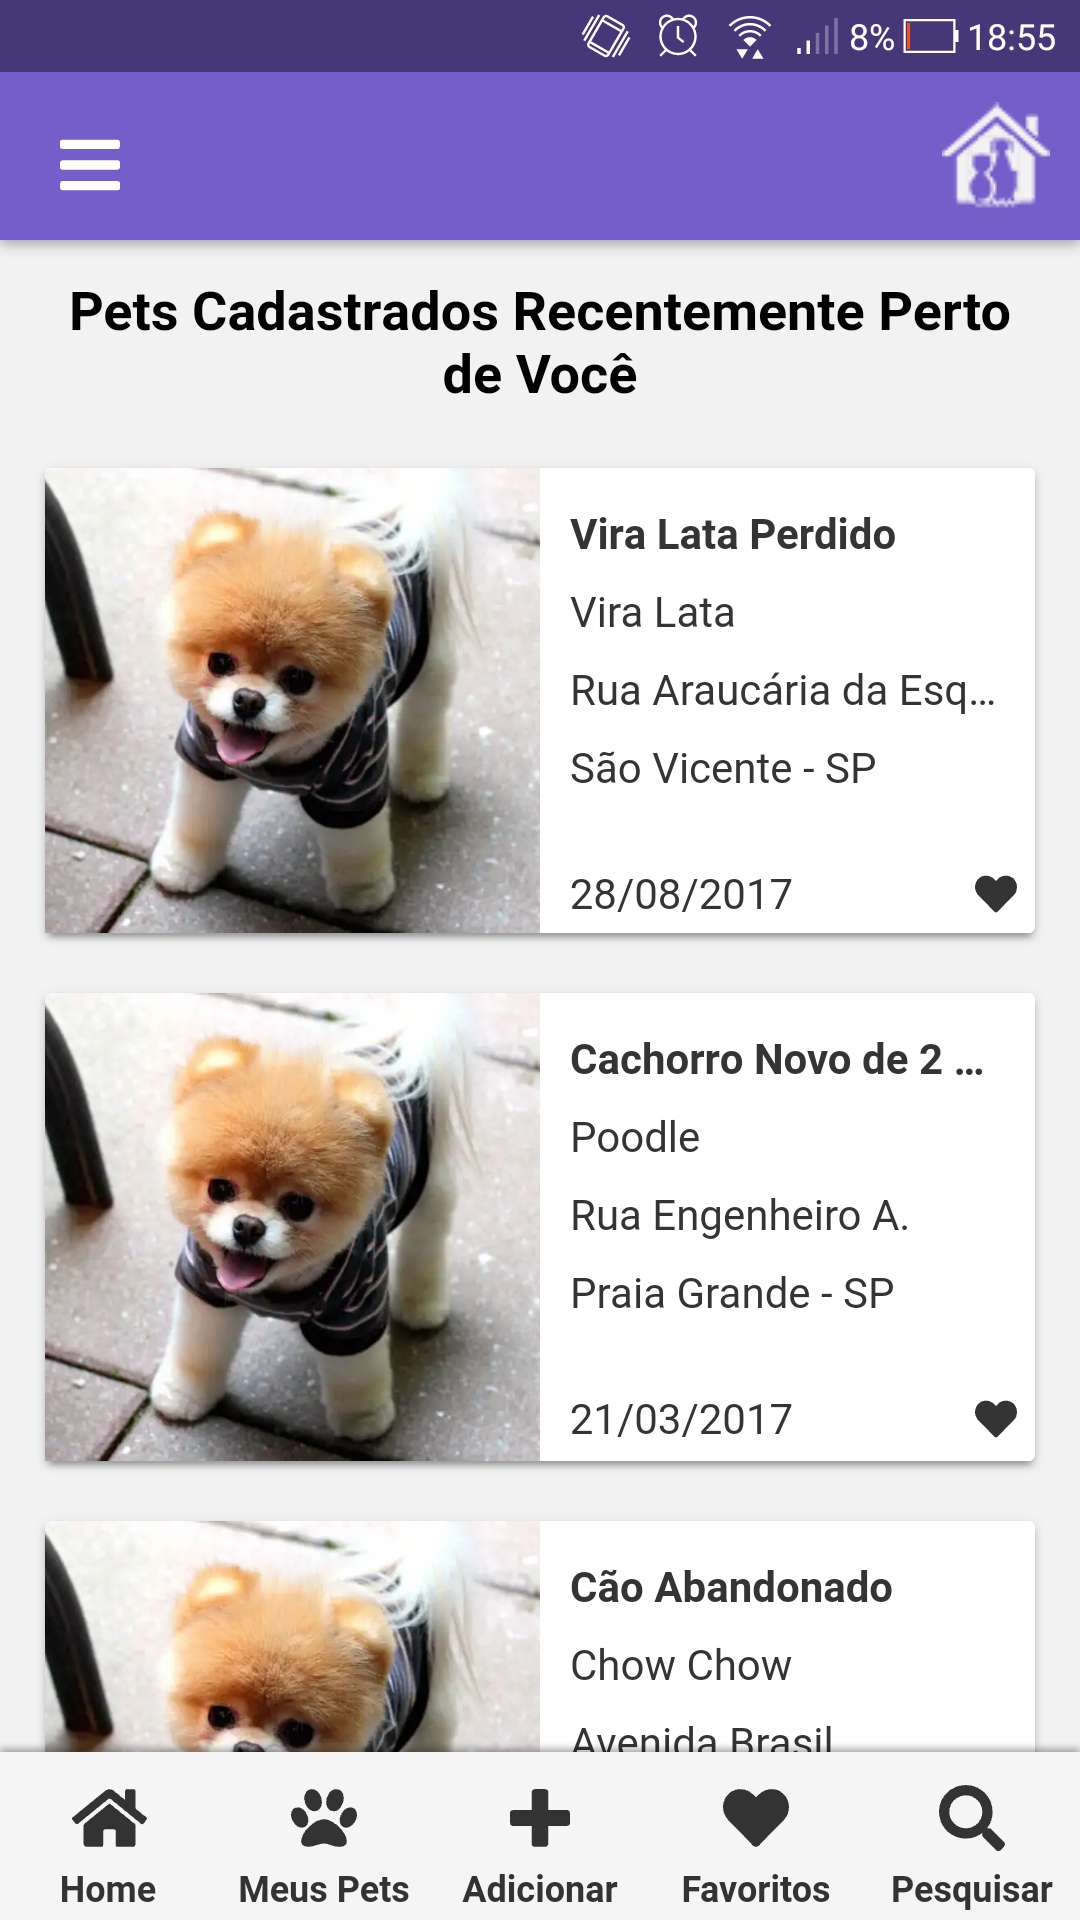 8% 18:55
Pets Cadastrados Recentemente Perto
de Você
Vira Lata Perdido
Vira Lata
Rua Araucária da Esq...
São Vicente - SP
28/08/2017
Cachorro Novo de 2 ...
Poodle
Rua Engenheiro A.
Praia Grande - SP
21/03/2017
Cão Abandonado
Chow Chow
Avenida Brasil
Home Meus Pets Adicionar Favoritos Pesquisar